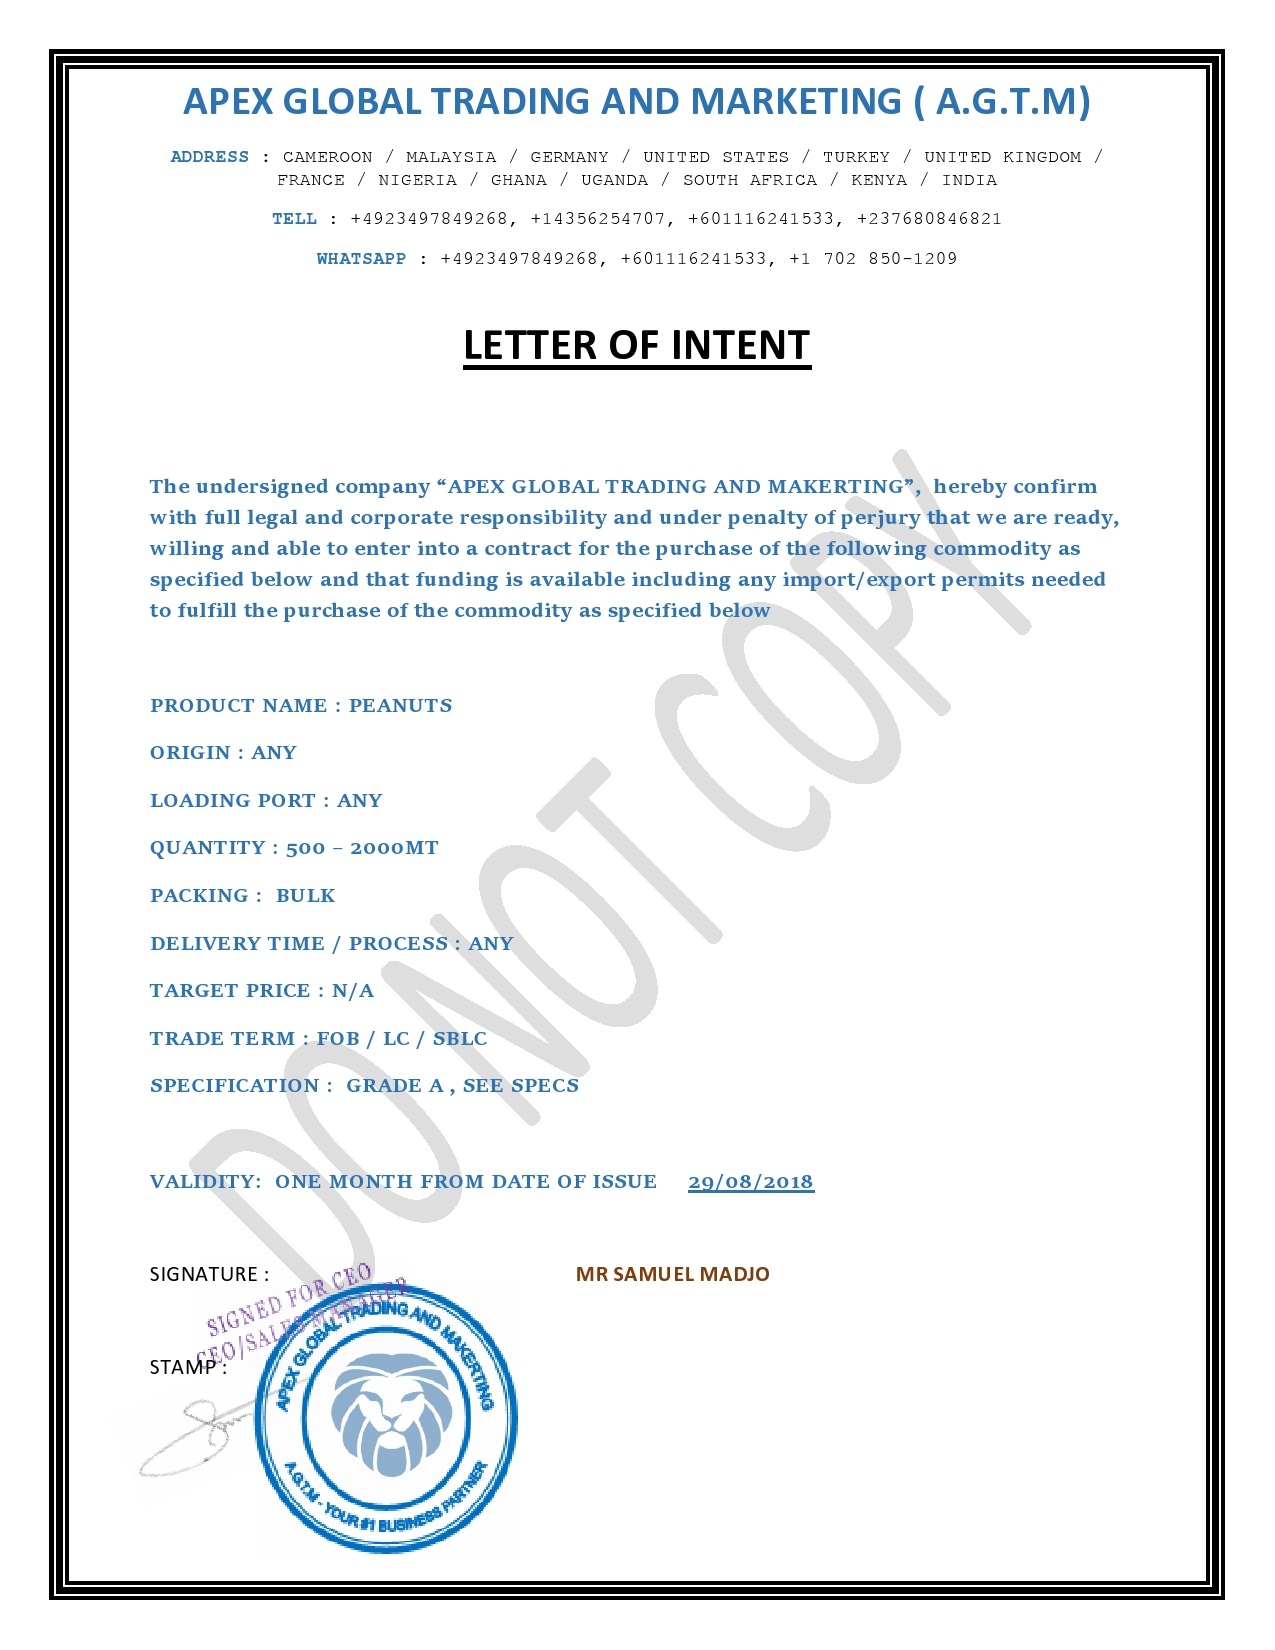 APEX GLOBAL TRADING AND MARKETING ( A.G.T.M)
ADDRESS : CAMEROON / MALAYSIA / GERMANY / UNITED STATES / TURKEY / UNITED KINGDOM /
FRANCE / NIGERIA / GHANA / UGANDA / SOUTH AFRICA / KENYA / INDIA
TELL : +4923497849268, +14356254707, +601116241533, +237680846821
WHATSAPP : +4923497849268, +601116241533, +1 702 850-1209
LETTER OF INTENT
The undersigned company “APEX GLOBAL TRADING AND MAKERTING”, hereby confirm
with full legal and corporate responsibility and under penalty of perjury that we are ready,
willing and able to enter into a contract for the purchase of the following commodity as
specified below and that funding is available including any import/export permits needed
to fulfill the purchase of the commodity as specified below
PRODUCT NAME : PEANUTS
ORIGIN : ANY
LOADING PORT : ANY
QUANTITY : 500 – 2000MT
PACKING : BULK
DELIVERY TIME / PROCESS : ANY
TARGET PRICE : N/A
TRADE TERM : FOB / LC / SBLC
SPECIFICATION : GRADE A , SEE SPECS
DO NOT COPY
VALIDITY: ONE MONTH FROM DATE OF ISSUE 29/08/2018
SIGNATURE : MR SAMUEL MADJO
SIGNED FOR CEO
CEO/SALES MANAGER
STAMP :
APEX GLOBAL TRADING AND MAKERTING
A.G.T.M - YOUR #1 BUSINESS PARTNER